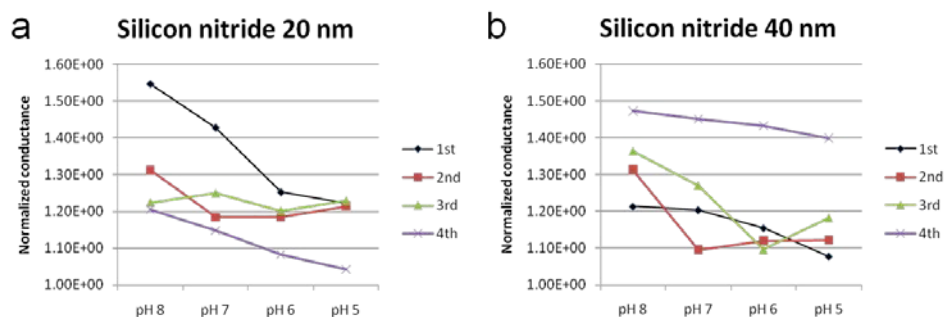 a
Silicon nitride 20 nm
Normalized conductance
1.60E+00
1.50E+00
1.40E+00
1.30E+00
1.20E+00
1.10E+00
1.00E+00
pH 8 pH 7 pH 6 pH 5
1st
2nd
3rd
4th
b
Silicon nitride 40 nm
Normalized conductance
1.60E+00
1.50E+00
1.40E+00
1.30E+00
1.20E+00
1.10E+00
1.00E+00
pH 8 pH 7 pH 6 pH 5
1st
2nd
3rd
4th